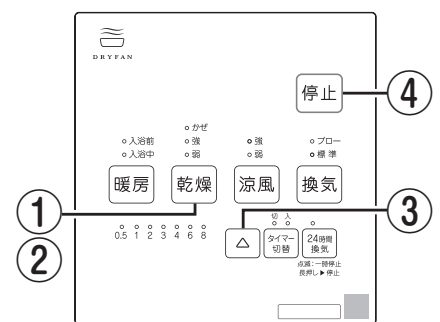 DRYFAN
停止
④
かぜ
入浴前
強
強
ブロー
入浴中
弱
弱
標準
暖房
乾燥
涼風
換気
①
②
③
切 入
0.5 1 2 3 4 6 8
△
タイマー
切替
24時間
換気
点滅:一時停止
長押し▶停止